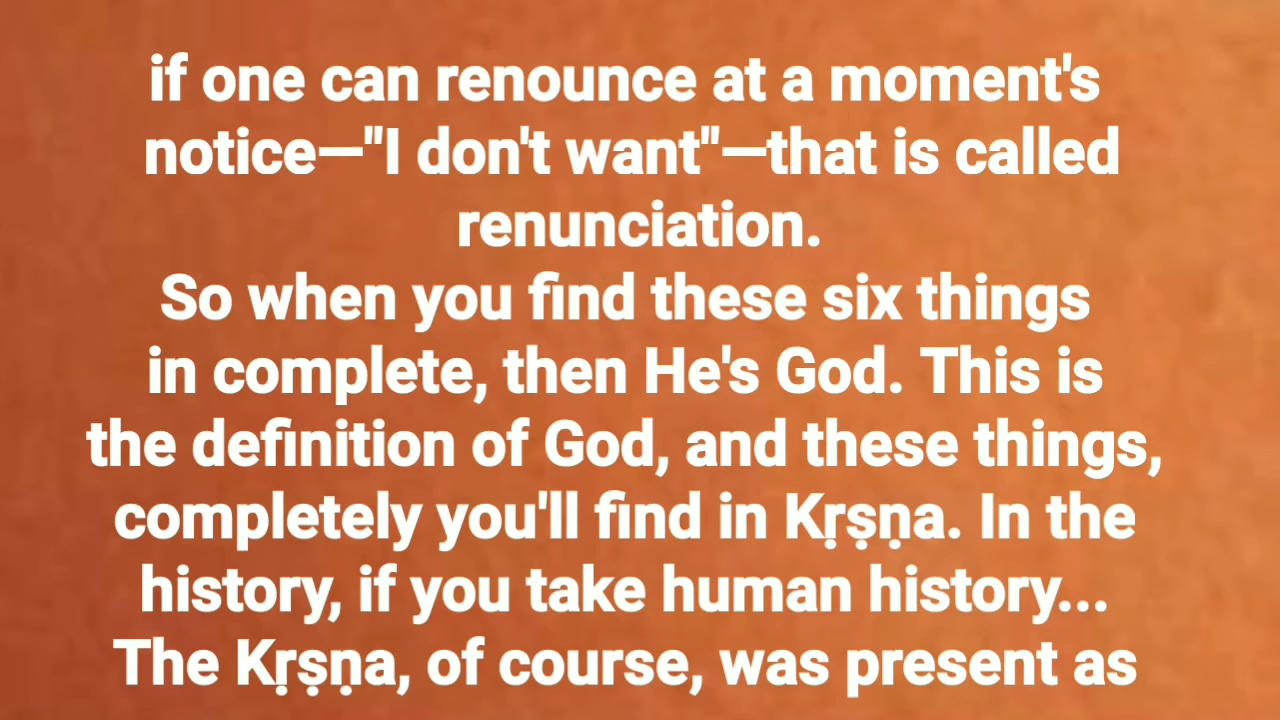 if one can renounce at a moment's
notice—"I don't want"—that is called
renunciation.
So when you find these six things
in complete, then He's God. This is
the definition of God, and these things,
completely you'll find in Kṛṣṇa. In the
history, if you take human history...
The Kṛṣṇa, of course, was present as